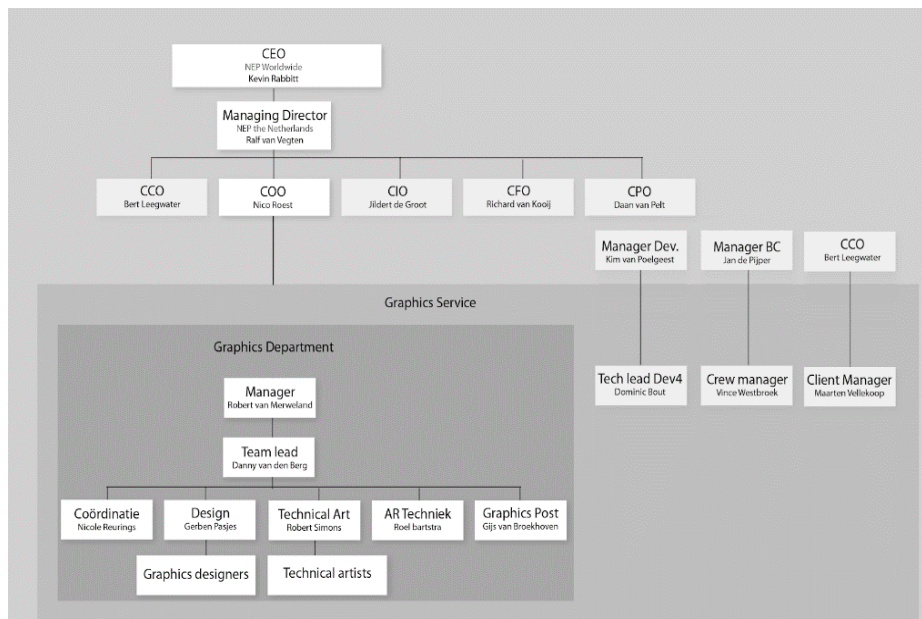 CEO
NEP Worldwide
Kevin Rabbitt
Managing Director
NEP the Netherlands
Ralf van Vegten
CCO
Bert Leegwater
COO
Nico Roest
CIO
Jildert de Groot
CFO
Richard van Kooij
CPO
Daan van Pelt
Manager Dev.
Kim van Poelgeest
Manager BC
Jan de Pijper
CCO
Bert Leegwater
Graphics Service
Graphics Department
Manager
Robert van Merweland
Team lead
Danny van den Berg
Tech lead Dev4
Dominic Bout
Crew manager
Vince Westbroek
Client Manager
Maarten Vellekoop
Coördinatie
Nicole Reurings
Design
Gerben Pasjes
Technical Art
Robert Simons
AR Techniek
Roel bartstra
Graphics Post
Gijs van Broekhoven
Graphics designers
Technical artists